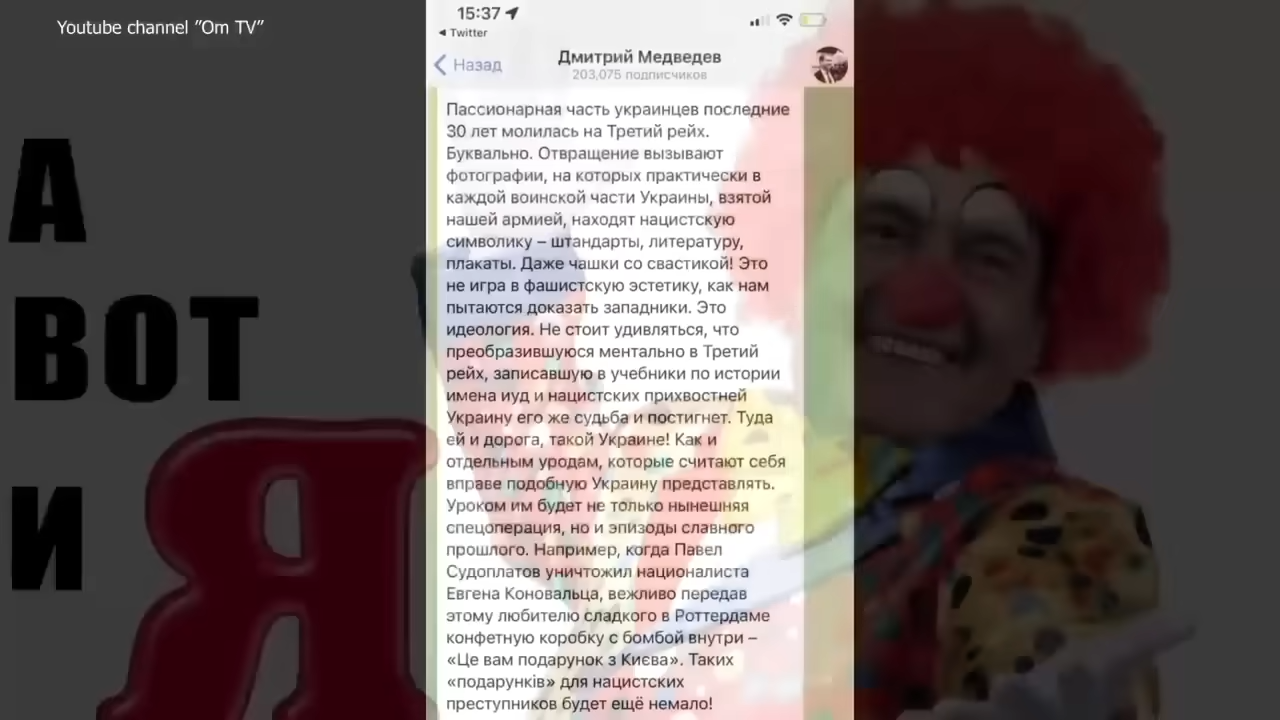 Youtube channel ”Om TV”
15:37
Twitter
Назад
Дмитрий Медведев
203,075 подписчиков
Пассионарная часть украинцев последние
30 лет молилась на Третий рейх.
Буквально. Отвращение вызывают
фотографии, на которых практически в
каждой воинской части Украины, взятой
нашей армией, находят нацистскую
символику – штандарты, литературу,
плакаты. Даже чашки со свастикой! Это
не игра в фашистскую эстетику, как нам
пытаются доказать западники. Это
идеология. Не стоит удивляться, что
преобразившуюся ментально в Третий
рейх, записавшую в учебники по истории
имена иуд и нацистских прихвостней
Украину его же судьба и постигнет. Туда
ей и дорога, такой Украине! Как и
отдельным уродам, которые считают себя
вправе подобную Украину представлять.
Уроком им будет не только нынешняя
спецоперация, но и эпизоды славного
прошлого. Например, когда Павел
Судоплатов уничтожил националиста
Евгена Коновальца, вежливо передав
этому любителю сладкого в Роттердаме
конфетную коробку с бомбой внутри –
«Це вам подарунок з Києва». Таких
«подарунків» для нацистских
преступников будет ещё немало!
А
ВОТ
И Я